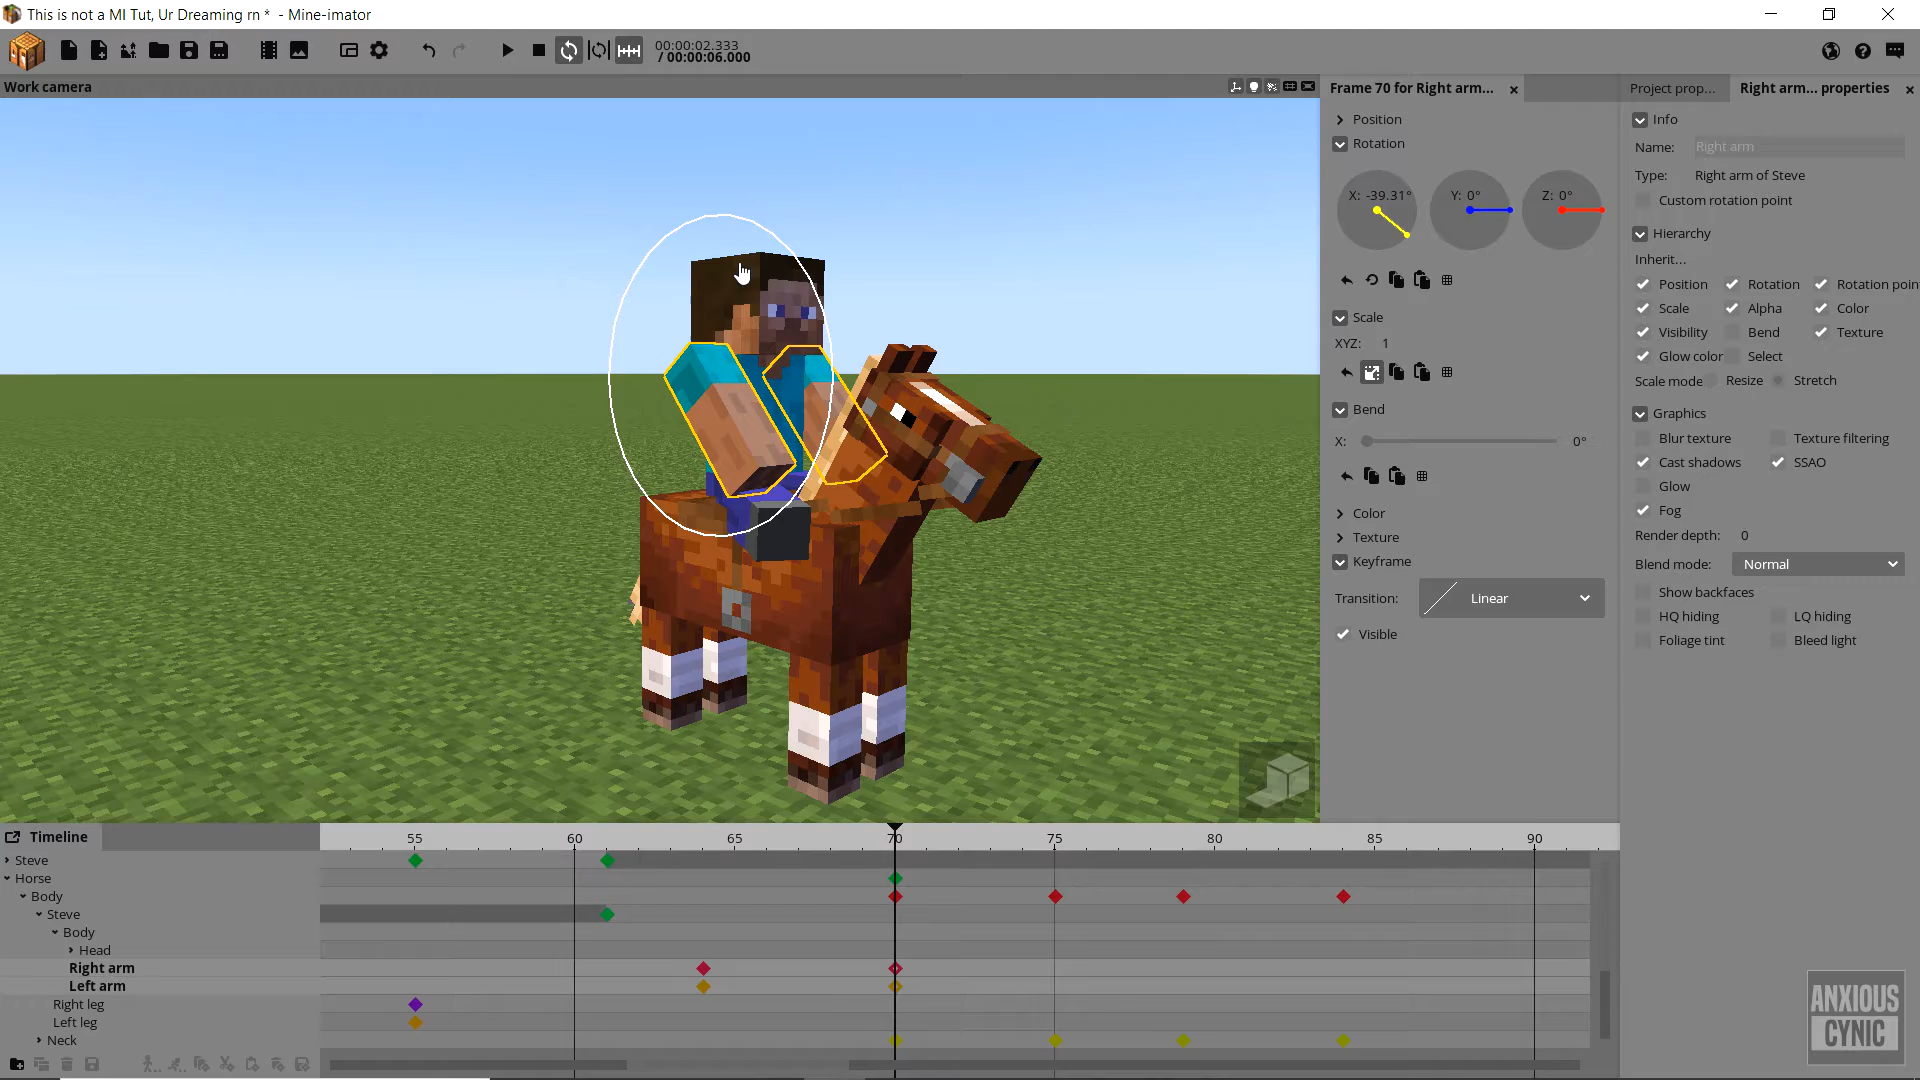 This is not a MI Tut, Ur Dreaming rn * - Mine-imator
00:00:02.333
/ 00:00:06.000
Work camera
Frame 70 for Right arm...
Position
Rotation
X: -39.31°
Y: 0°
Z: 0°
Scale
XYZ: 1
Bend
X: 0°
Color
Texture
Keyframe
Transition: Linear
Visible
Project prop...
Right arm... properties
Info
Name: Right arm
Type: Right arm of Steve
Custom rotation point
Hierarchy
Inherit...
Position Rotation Rotation poin
Scale Alpha Color
Visibility Bend Texture
Glow color Select
Scale mode Resize Stretch
Graphics
Blur texture Texture filtering
Cast shadows SSAO
Glow
Fog
Render depth: 0
Blend mode: Normal
Show backfaces
HQ hiding LQ hiding
Foliage tint Bleed light
Timeline
55 60 65 70 75 80 85 90
Steve
Horse
Body
Steve
Body
Head
Right arm
Left arm
Right leg
Left leg
Neck
ANXIOUS
CYNIC